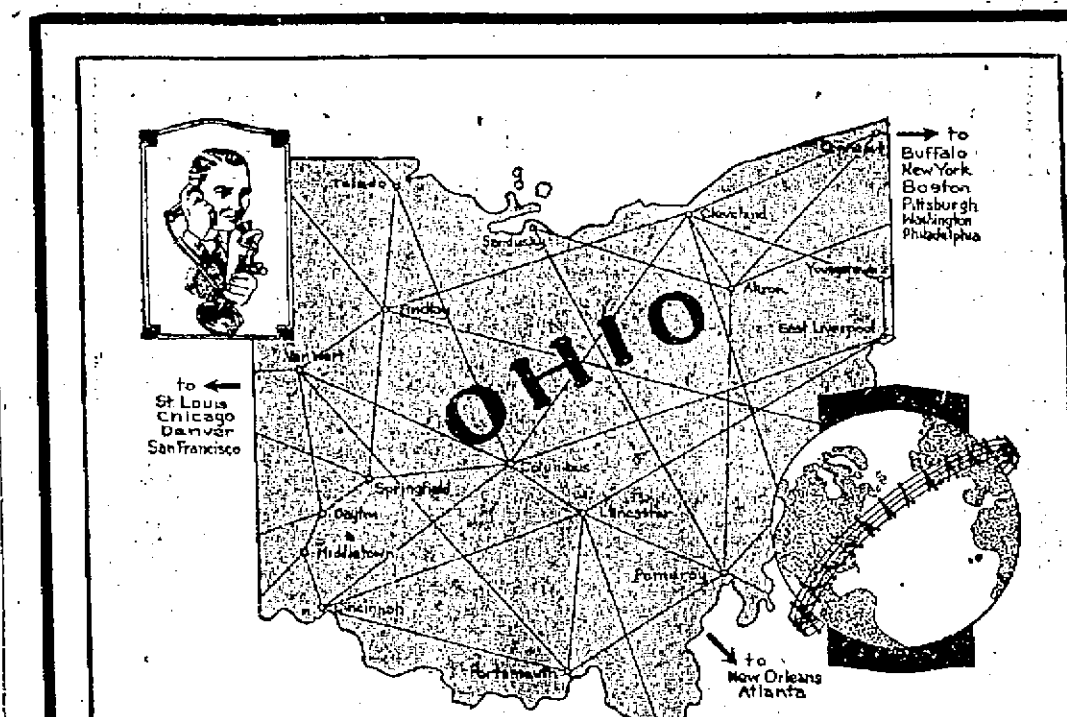 to
Buffalo
New York
Boston
Pittsburgh
Washington
Philadelphia
Toledo
Cleveland
Sandusky
Akron
Youngstown
Findlay
East Liverpool
OHIO
Van Wert
to
St Louis
Chicago
Denver
San Francisco
Columbus
Springfield
Dayton
Lancaster
Middletown
Pomeroy
Cincinnati
Portsmouth
to
New Orleans
Atlanta